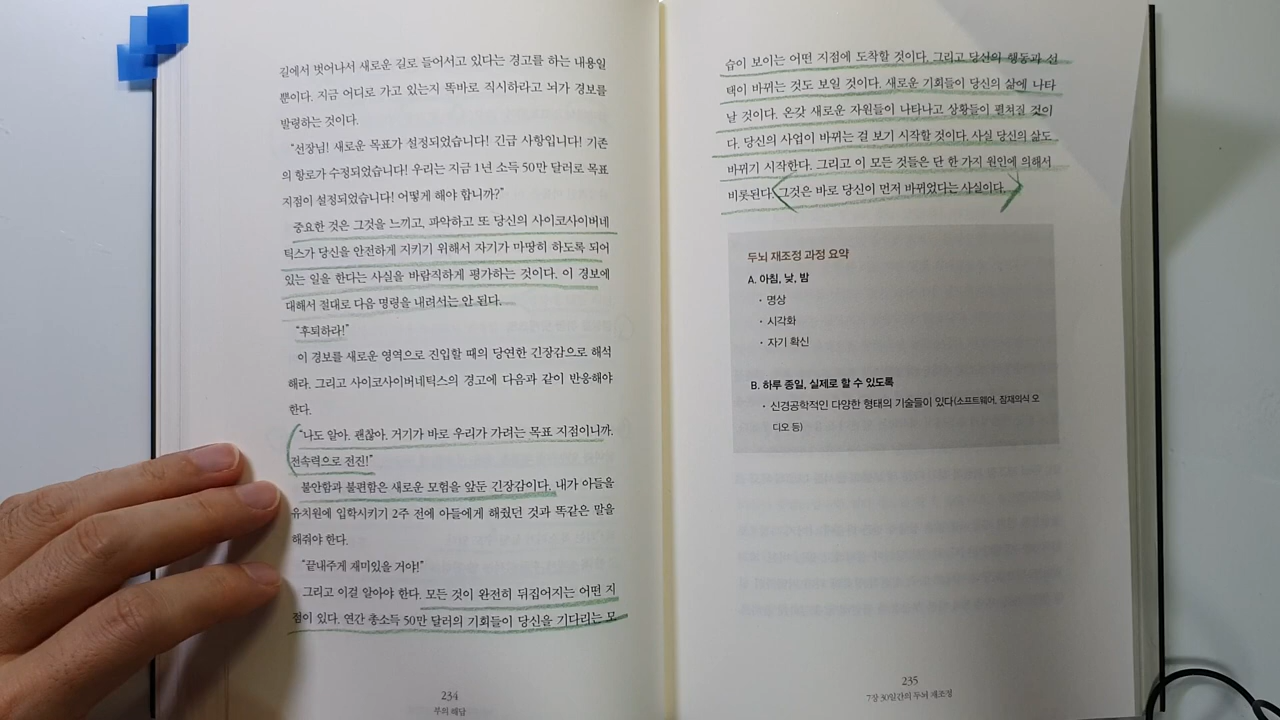 길에서 벗어나서 새로운 길로 들어서고 있다는 경고를 하는 내용일
뿐이다. 지금 어디로 가고 있는지 똑바로 직시하라고 뇌가 경보를
발령하는 것이다.
“선장님! 새로운 목표가 설정되었습니다! 긴급 사항입니다! 기존
의 항로가 수정되었습니다! 우리는 지금 1년 소득 50만 달러로 목표
지점이 설정되었습니다! 어떻게 해야 합니까?”
중요한 것은 그것을 느끼고, 파악하고 또 당신의 사이코사이버네
틱스가 당신을 안전하게 지키기 위해서 자기가 마땅히 하도록 되어
있는 일을 한다는 사실을 바람직하게 평가하는 것이다. 이 경보에
대해서 절대로 다음 명령을 내려서는 안 된다.
“후퇴하라!”
이 경보를 새로운 영역으로 진입할 때의 당연한 긴장감으로 해석
해라. 그리고 사이코사이버네틱스의 경고에 다음과 같이 반응해야
한다.
“나도 알아. 괜찮아. 거기가 바로 우리가 가려는 목표 지점이니까.
전속력으로 전진!”
불안함과 불편함은 새로운 모험을 앞둔 긴장감이다. 내가 아들을
유치원에 입학시키기 2주 전에 아들에게 해줬던 것과 똑같은 말을
해줘야 한다.
“끝내주게 재미있을 거야!”
그리고 이걸 알아야 한다. 모든 것이 완전히 뒤집어지는 어떤 지
점이 있다. 연간 총소득 50만 달러의 기회들이 당신을 기다리는 모
234
부의 해답
습이 보이는 어떤 지점에 도착할 것이다. 그리고 당신의 행동과 선
택이 바뀌는 것도 보일 것이다. 새로운 기회들이 당신의 삶에 나타
날 것이다. 온갖 새로운 자원들이 나타나고 상황들이 펼쳐질 것이
다. 당신의 사업이 바뀌는 걸 보기 시작할 것이다. 사실 당신의 삶도
바뀌기 시작한다. 그리고 이 모든 것들은 단 한 가지 원인에 의해서
비롯된다. 그것은 바로 당신이 먼저 바뀌었다는 사실이다.
두뇌 재조정 과정 요약
A. 아침, 낮, 밤
· 명상
· 시각화
· 자기 확신
B. 하루 종일, 실제로 할 수 있도록
· 신경공학적인 다양한 형태의 기술들이 있다(소프트웨어, 잠재의식 오
디오 등)
235
7장 30일간의 두뇌 재조정